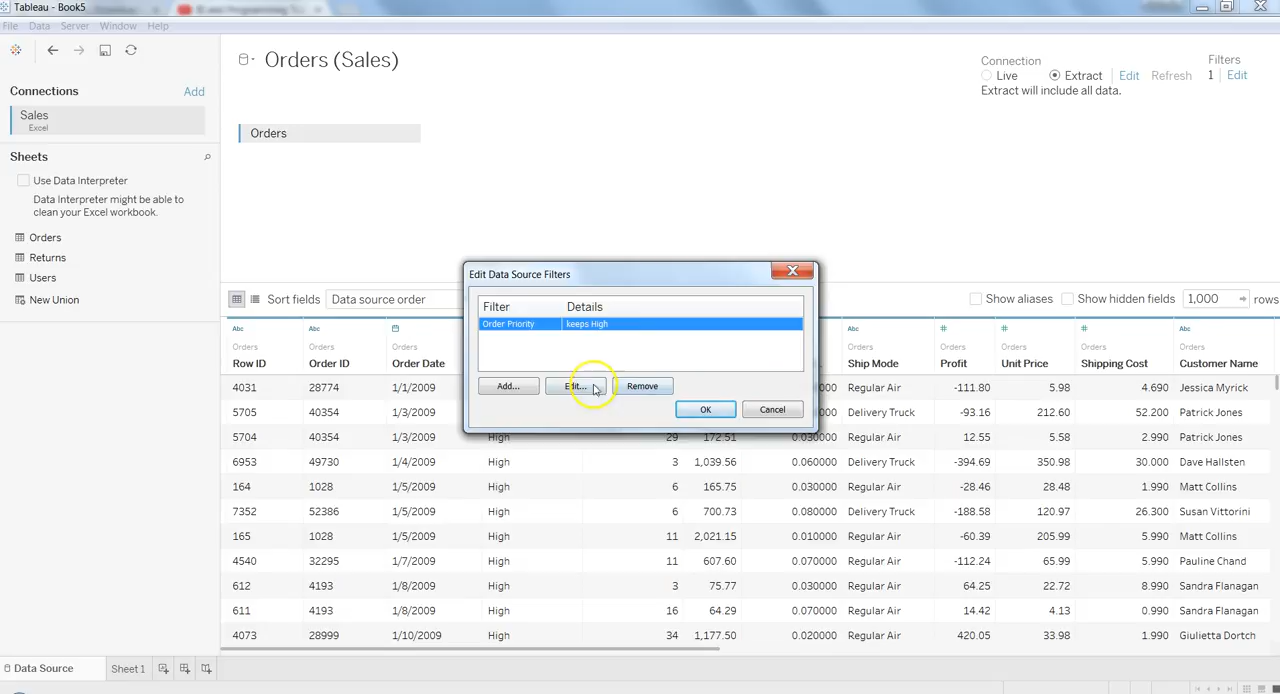 Tableau - Book5
File Data Server Window Help
Connections Add
Sales
Excel
Sheets
Use Data Interpreter
Data Interpreter might be able to
clean your Excel workbook.
Orders
Returns
Users
New Union
Orders (Sales)
Connection
Live Extract Edit Refresh
Extract will include all data.
Filters
1 Edit
Orders
Sort fields Data source order
Show aliases Show hidden fields 1,000 rows
Edit Data Source Filters
Filter Details
Order Priority keeps High
Add... Edit... Remove
OK Cancel
Abc Abc Abc # # # Abc
Orders Orders Orders Orders Orders Orders Orders Orders
Row ID Order ID Order Date Ship Mode Profit Unit Price Shipping Cost Customer Name
4031 28774 1/1/2009 Regular Air -111.80 5.98 4.690 Jessica Myrick
5705 40354 1/3/2009 Delivery Truck -93.16 212.60 52.200 Patrick Jones
5704 40354 1/3/2009 High 29 172.51 0.030000 Regular Air 12.55 5.58 2.990 Patrick Jones
6953 49730 1/4/2009 High 3 1,039.56 0.060000 Delivery Truck -394.69 350.98 30.000 Dave Hallsten
164 1028 1/5/2009 High 6 165.75 0.030000 Regular Air -28.46 28.48 1.990 Matt Collins
7352 52386 1/5/2009 High 6 700.73 0.080000 Delivery Truck -188.58 120.97 26.300 Susan Vittorini
165 1028 1/5/2009 High 11 2,021.15 0.020000 Regular Air -60.39 205.99 5.990 Matt Collins
4540 32295 1/7/2009 High 11 607.60 0.070000 Regular Air -112.24 65.99 5.990 Pauline Chand
612 4193 1/8/2009 High 3 75.77 0.030000 Regular Air 64.25 22.72 8.990 Sandra Flanagan
611 4193 1/8/2009 High 16 64.29 0.070000 Regular Air 14.42 4.13 0.990 Sandra Flanagan
4073 28999 1/10/2009 High 34 1,177.50 0.020000 Regular Air 420.05 33.98 1.990 Giulietta Dortch
Data Source Sheet 1